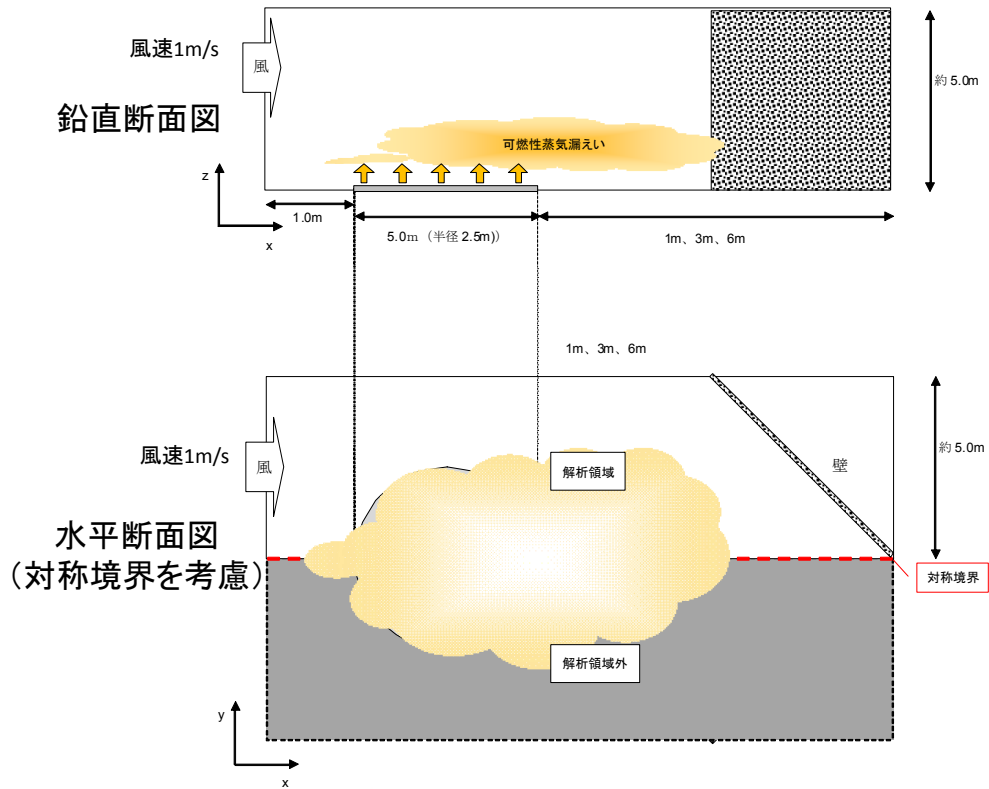 風速1m/s
風
鉛直断面図
可燃性蒸気漏えい
約 5.0m
z
x
1.0m
5.0m（半径 2.5m)）
1m、3m、6m
1m、3m、6m
風速1m/s
風
解析領域
壁
約 5.0m
水平断面図
（対称境界を考慮）
対称境界
解析領域外
y
x